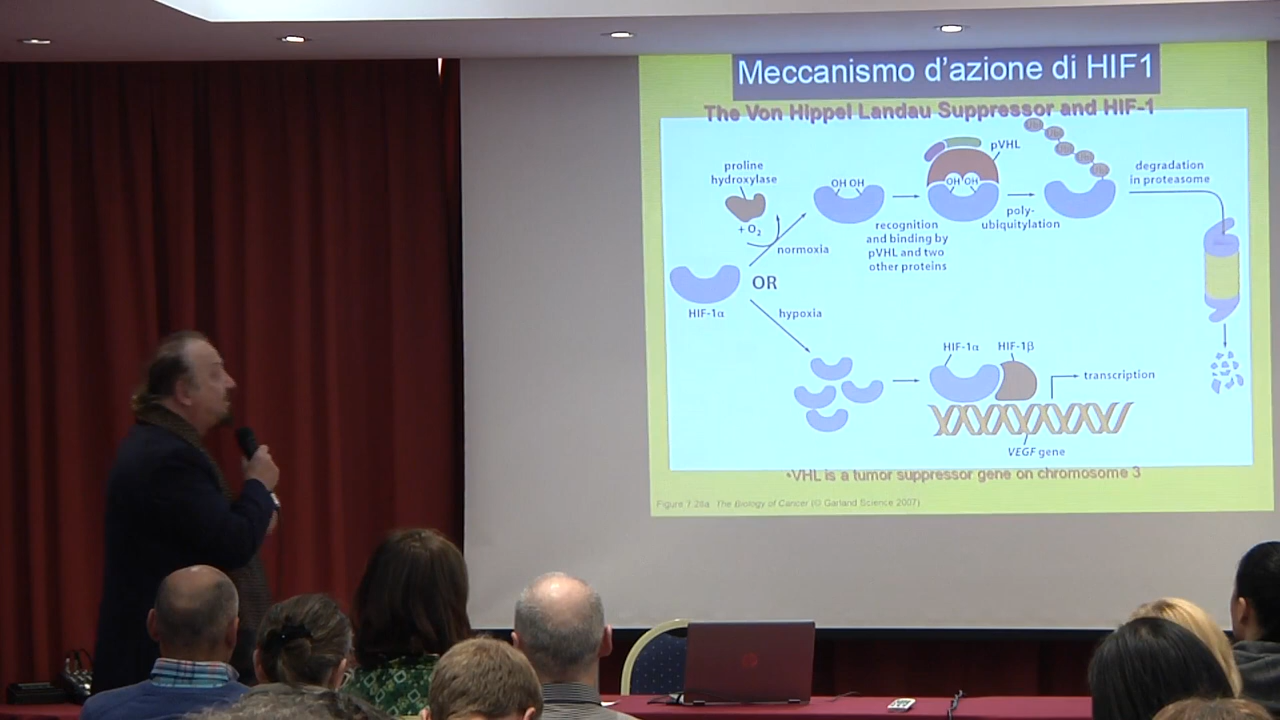 Meccanismo d'azione di HIF1
The Von Hippel Landau Suppressor and HIF-1
proline
hydroxylase
+ O2
normoxia
OH OH
recognition
and binding by
pVHL and two
other proteins
pVHL
OH OH
poly-
ubiquitylation
degradation
in proteasome
HIF-1α
OR
hypoxia
HIF-1α
HIF-1β
transcription
VEGF gene
•VHL is a tumor suppressor gene on chromosome 3
Figure 7.28a The Biology of Cancer (© Garland Science 2007)